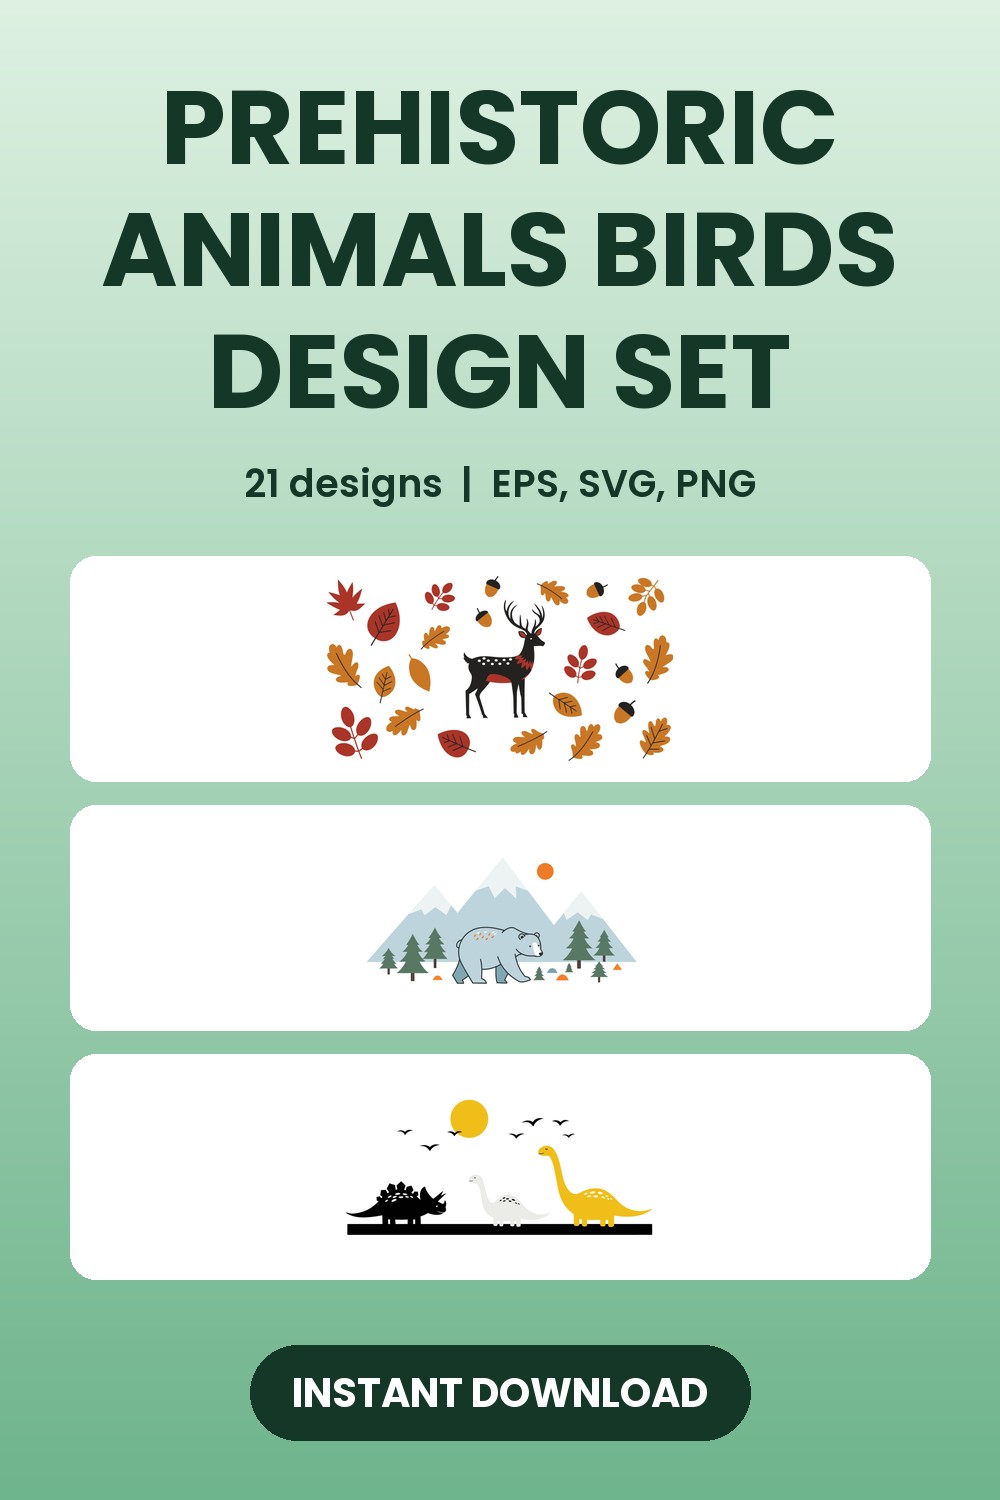 PREHISTORIC
ANIMALS BIRDS
DESIGN SET
21 designs | EPS, SVG, PNG
INSTANT DOWNLOAD